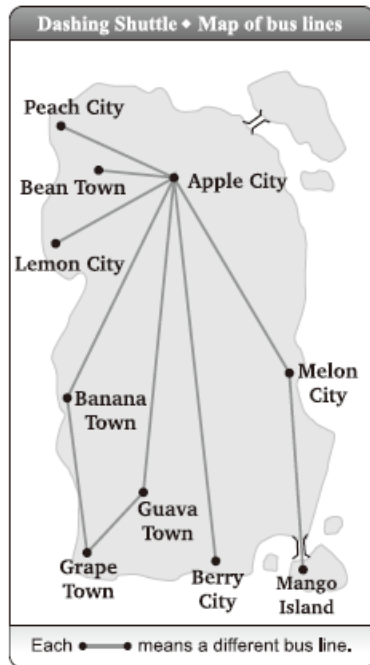 Dashing Shuttle ◆ Map of bus lines
Peach City
Bean Town
Apple City
Lemon City
Melon
City
Banana
Town
Guava
Town
Grape
Town
Berry
City
Mango
Island
Each means a different bus line.